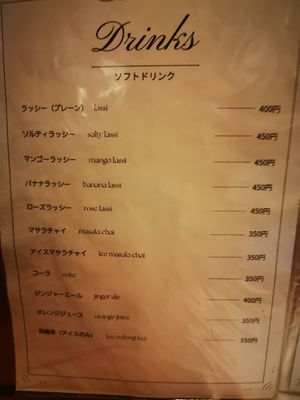 Drinks
ソフトドリンク
ラッシー（プレーン） lassi 400円
ソルティラッシー salty lassi 450円
マンゴーラッシー mango lassi 450円
バナナラッシー banana lassi 450円
ローズラッシー rose lassi 450円
マサラチャイ masala chai 350円
アイスマサラチャイ Ice masala chai 350円
コーラ coke 350円
ジンジャーエール jinger ale 400円
オレンジジュース orange juice 350円
烏龍茶（アイスのみ） Ice oolong tea 350円